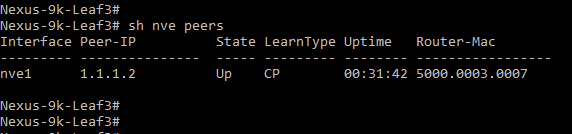 Nexus-9k-Leaf3#
Nexus-9k-Leaf3# sh nve peers
Interface Peer-IP          State LearnType Uptime   Router-Mac
--------- ---------------  ----- --------- -------- -----------------
nve1      1.1.1.2          Up    CP        00:31:42 5000.0003.0007
Nexus-9k-Leaf3#
Nexus-9k-Leaf3#